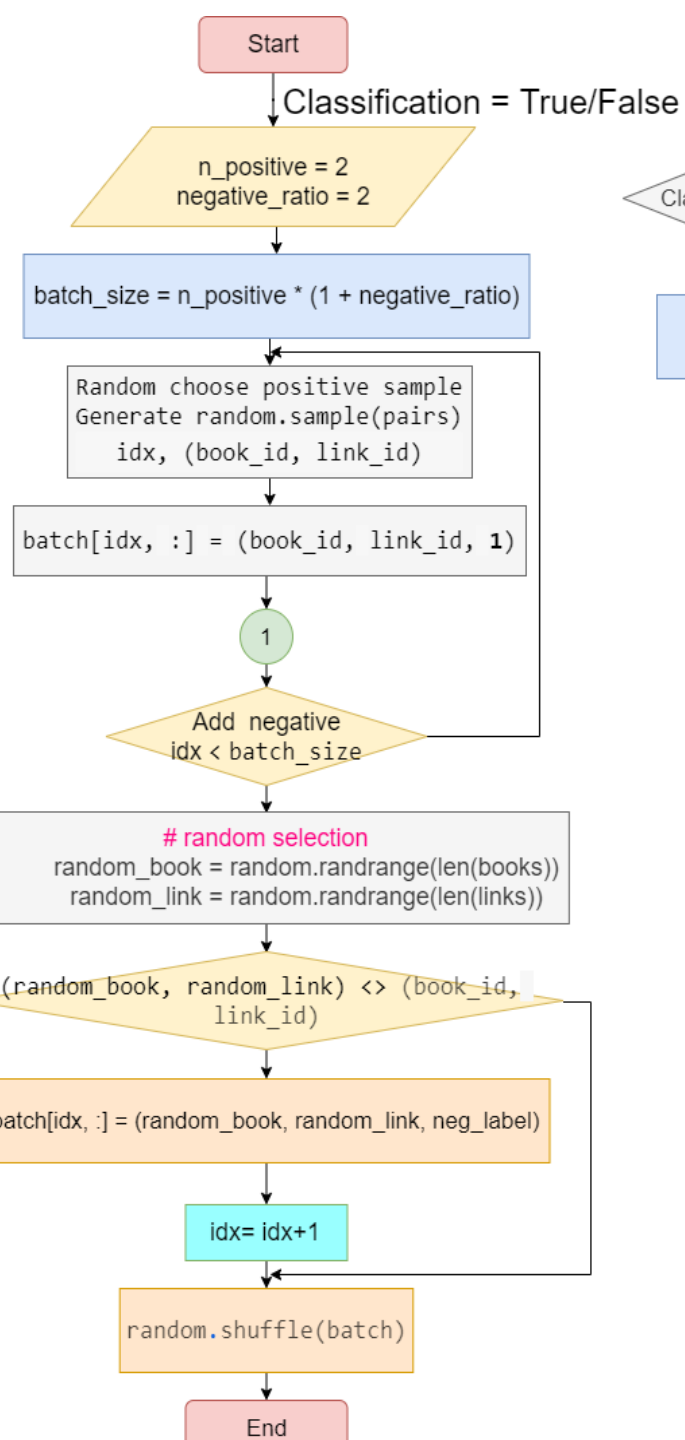 Start
Classification = True/False
n_positive = 2
negative_ratio = 2
batch_size = n_positive * (1 + negative_ratio)
Random choose positive sample
Generate random.sample(pairs)
idx, (book_id, link_id)
batch[idx, :] = (book_id, link_id, 1)
1
Add negative
idx < batch_size
# random selection
random_book = random.randrange(len(books))
random_link = random.randrange(len(links))
(random_book, random_link) <> (book_id,
link_id)
batch[idx, :] = (random_book, random_link, neg_label)
idx= idx+1
random.shuffle(batch)
End